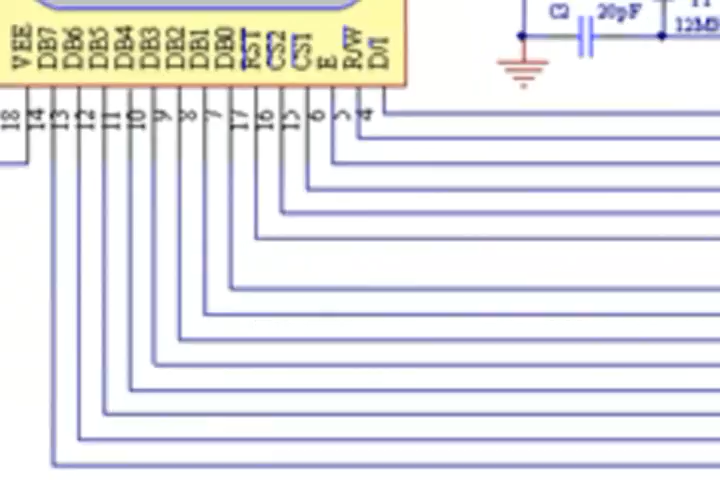 C2 20pF
VEE DB7 DB6 DB5 DB4 DB3 DB2 DB1 DB0 RST CS2 CS1 E R/W D/I
18 14 13 12 11 10 9 8 7 17 16 15 6 5 4